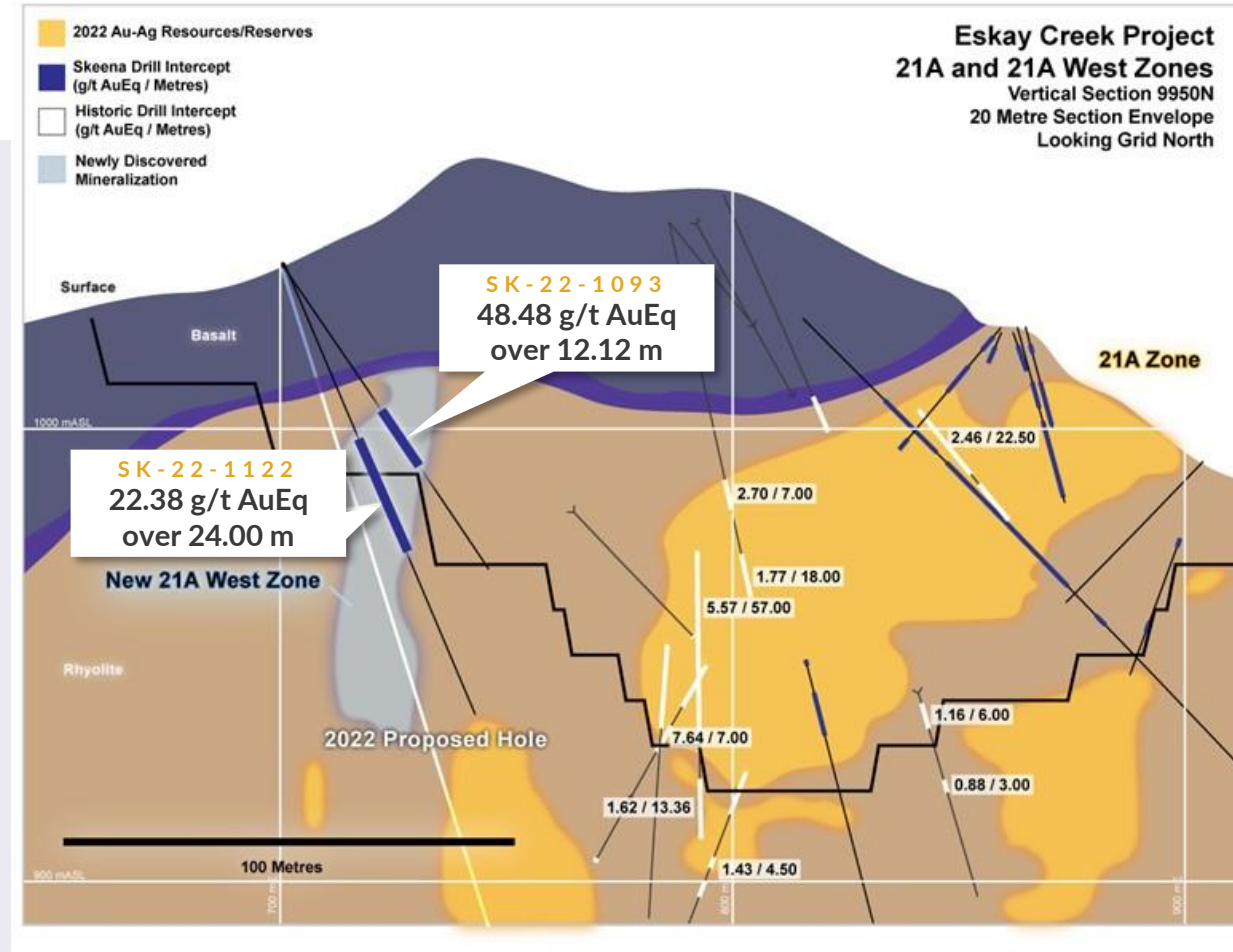 2022 Au-Ag Resources/Reserves
Skeena Drill Intercept
(g/t AuEq / Metres)
Historic Drill Intercept
(g/t AuEq / Metres)
Newly Discovered
Mineralization
Eskay Creek Project
21A and 21A West Zones
Vertical Section 9950N
20 Metre Section Envelope
Looking Grid North
Surface
Basalt
SK-22-1093
48.48 g/t AuEq
over 12.12 m
21A Zone
1000 mASL
2.46 / 22.50
SK-22-1122
22.38 g/t AuEq
over 24.00 m
2.70 / 7.00
New 21A West Zone
1.77 / 18.00
5.57 / 57.00
Rhyolite
2022 Proposed Hole
7.64 / 7.00
1.16 / 6.00
0.88 / 3.00
1.62 / 13.36
100 Metres
1.43 / 4.50
900 mASL
700 m
800 m
900 m